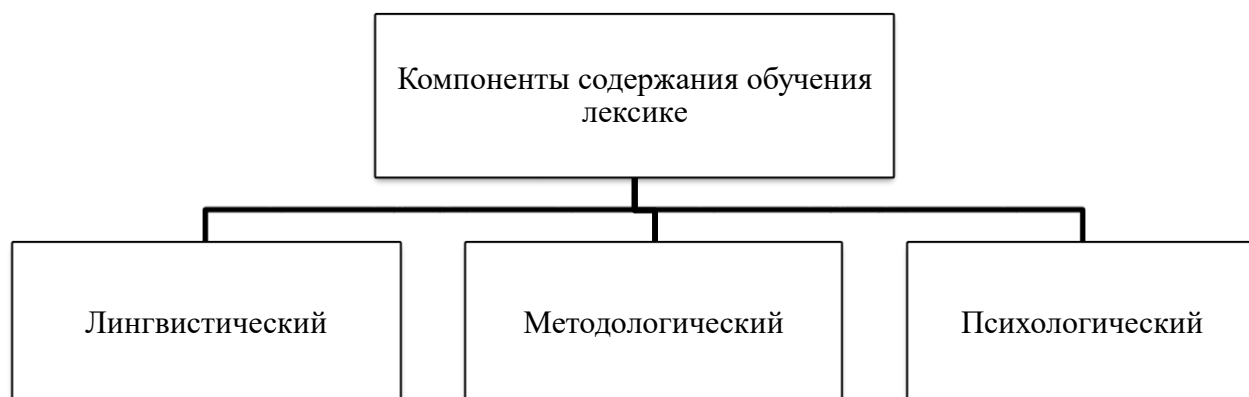 Компоненты содержания обучения
лексике
Лингвистический
Методологический
Психологический